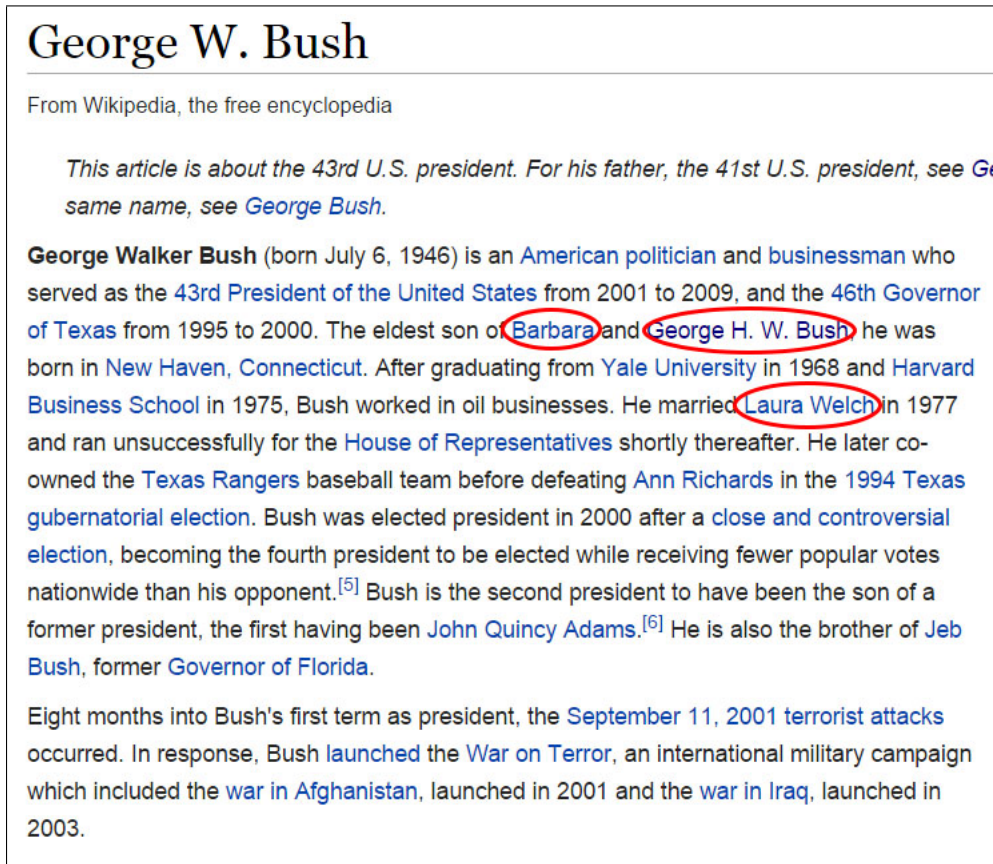 George W. Bush
From Wikipedia, the free encyclopedia
This article is about the 43rd U.S. president. For his father, the 41st U.S. president, see
same name, see George Bush.
George Walker Bush (born July 6, 1946) is an American politician and businessman who
served as the 43rd President of the United States from 2001 to 2009, and the 46th Governor
of Texas from 1995 to 2000. The eldest son of Barbara and George H. W. Bush, he was
born in New Haven, Connecticut. After graduating from Yale University in 1968 and Harvard
Business School in 1975, Bush worked in oil businesses. He married Laura Welch in 1977
and ran unsuccessfully for the House of Representatives shortly thereafter. He later co-
owned the Texas Rangers baseball team before defeating Ann Richards in the 1994 Texas
gubernatorial election. Bush was elected president in 2000 after a close and controversial
election, becoming the fourth president to be elected while receiving fewer popular votes
nationwide than his opponent.[5] Bush is the second president to have been the son of a
former president, the first having been John Quincy Adams.[6] He is also the brother of Jeb
Bush, former Governor of Florida.
Eight months into Bush's first term as president, the September 11, 2001 terrorist attacks
occurred. In response, Bush launched the War on Terror, an international military campaign
which included the war in Afghanistan, launched in 2001 and the war in Iraq, launched in
2003.